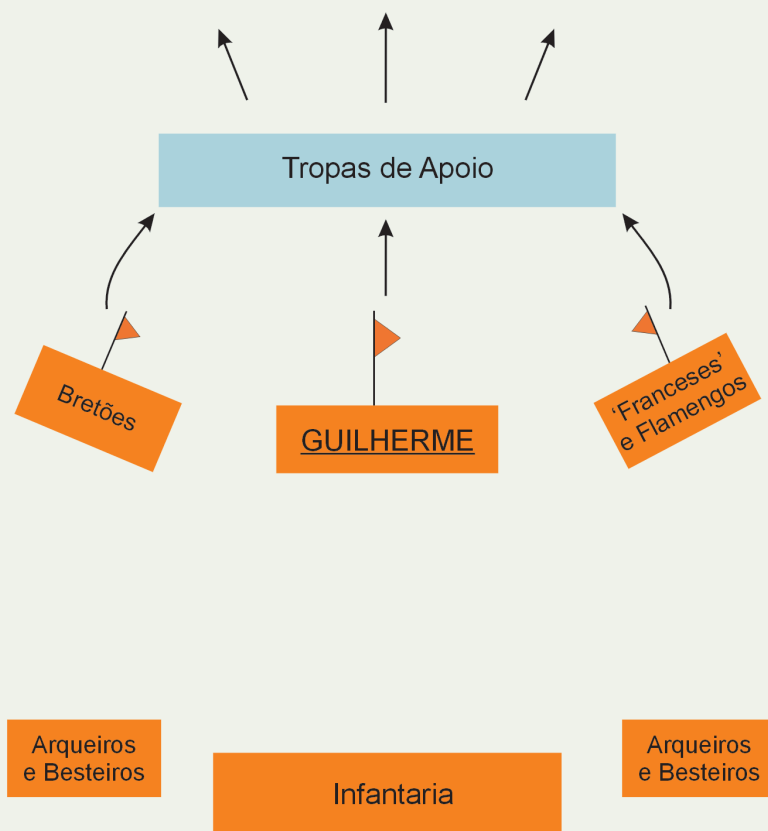 Tropas de Apoio
Bretões
GUILHERME
‘Franceses’
e Flamengos
Arqueiros
e Besteiros
Infantaria
Arqueiros
e Besteiros